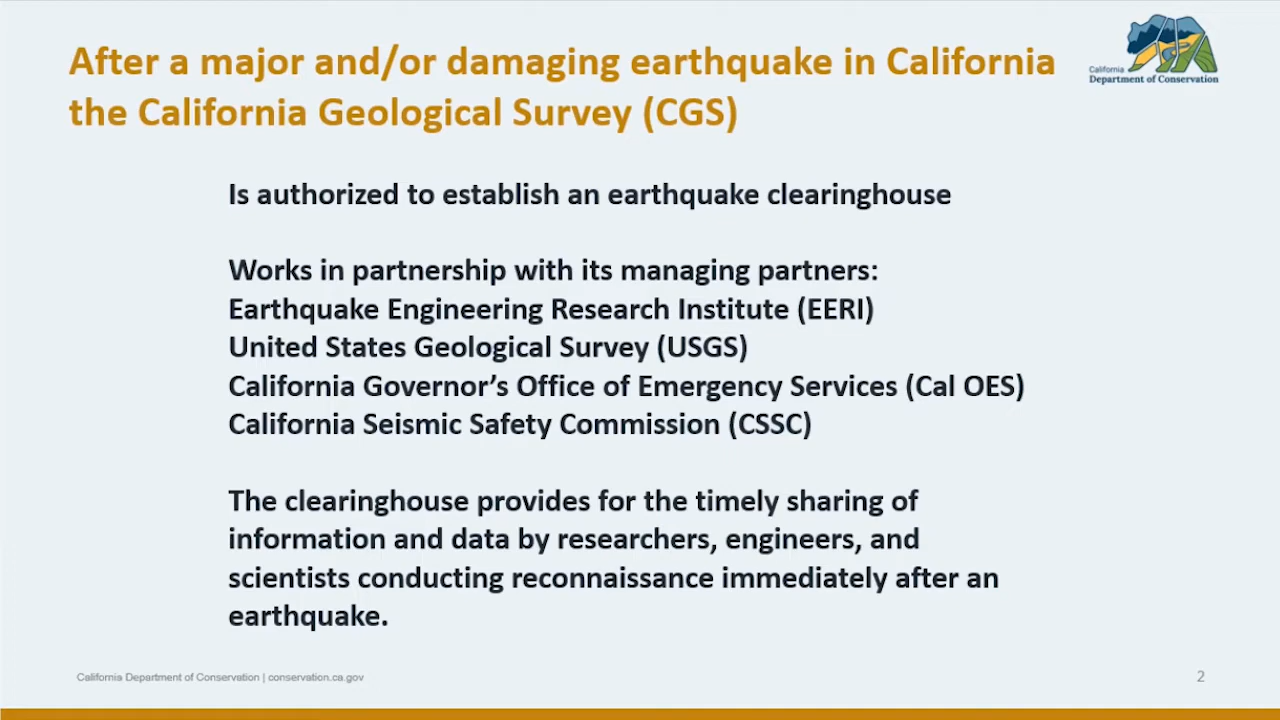 After a major and/or damaging earthquake in California
the California Geological Survey (CGS)
California
Department of Conservation
Is authorized to establish an earthquake clearinghouse
Works in partnership with its managing partners:
Earthquake Engineering Research Institute (EERI)
United States Geological Survey (USGS)
California Governor’s Office of Emergency Services (Cal OES)
California Seismic Safety Commission (CSSC)
The clearinghouse provides for the timely sharing of
information and data by researchers, engineers, and
scientists conducting reconnaissance immediately after an
earthquake.
California Department of Conservation | conservation.ca.gov
2